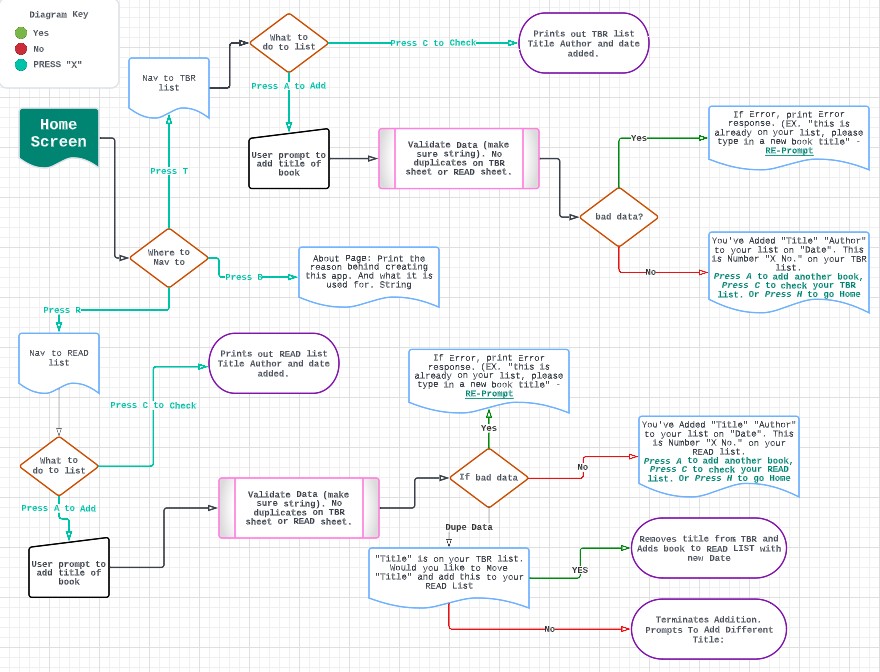 Diagram Key
Yes
No
PRESS "X"
What to
do to list
Press C to Check
Prints out TBR list
Title Author and date
added.
Nav to TBR
list
Press A to Add
Home
Screen
User prompt to
add title of
book
Validate Data (make
sure string). No
duplicates on TBR
sheet or READ sheet.
If Error, print Error
response. (EX. "this is
already on your list, please
type in a new book title" -
RE-Prompt
Yes
Press T
bad data?
Where to
Nav to
Press B
About Page: Print the
reason behind creating
this app. And what it is
used for. String
No
You've Added "Title" "Author"
to your list on "Date". This
is Number "X No." on your TBR
list.
Press A to add another book,
Press C to check your TBR
list. Or Press H to go Home
Press R
Nav to READ
list
Prints out READ list
Title Author and date
added.
Press C to Check
If Error, print Error
response. (EX. "this is
already on your list, please
type in a new book title" -
RE-Prompt
Yes
What to
do to list
If bad data
No
You've Added "Title" "Author"
to your list on "Date". This
is Number "X No." on your
READ list.
Press A to add another book,
Press C to check your READ
list. Or Press H to go Home
Press A to Add
Validate Data (make
sure string). No
duplicates on TBR
sheet or READ sheet.
Dupe Data
User prompt to
add title of
book
"Title" is on your TBR list.
Would you like to Move
"Title" and add this to your
READ List
YES
Removes title from TBR and
Adds book to READ LIST with
new Date
No
Terminates Addition.
Prompts To Add Different
Title: